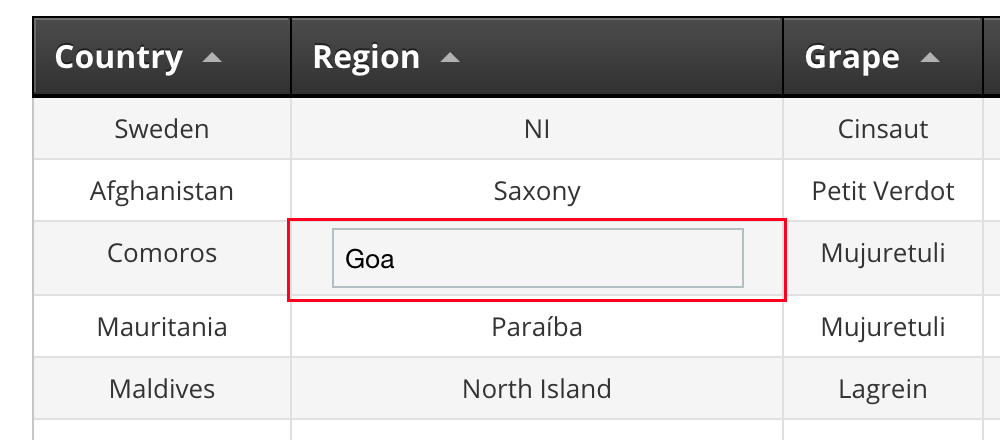 Country Region Grape
Sweden NI Cinsaut
Afghanistan Saxony Petit Verdot
Comoros Goa Mujuretuli
Mauritania Paraíba Mujuretuli
Maldives North Island Lagrein